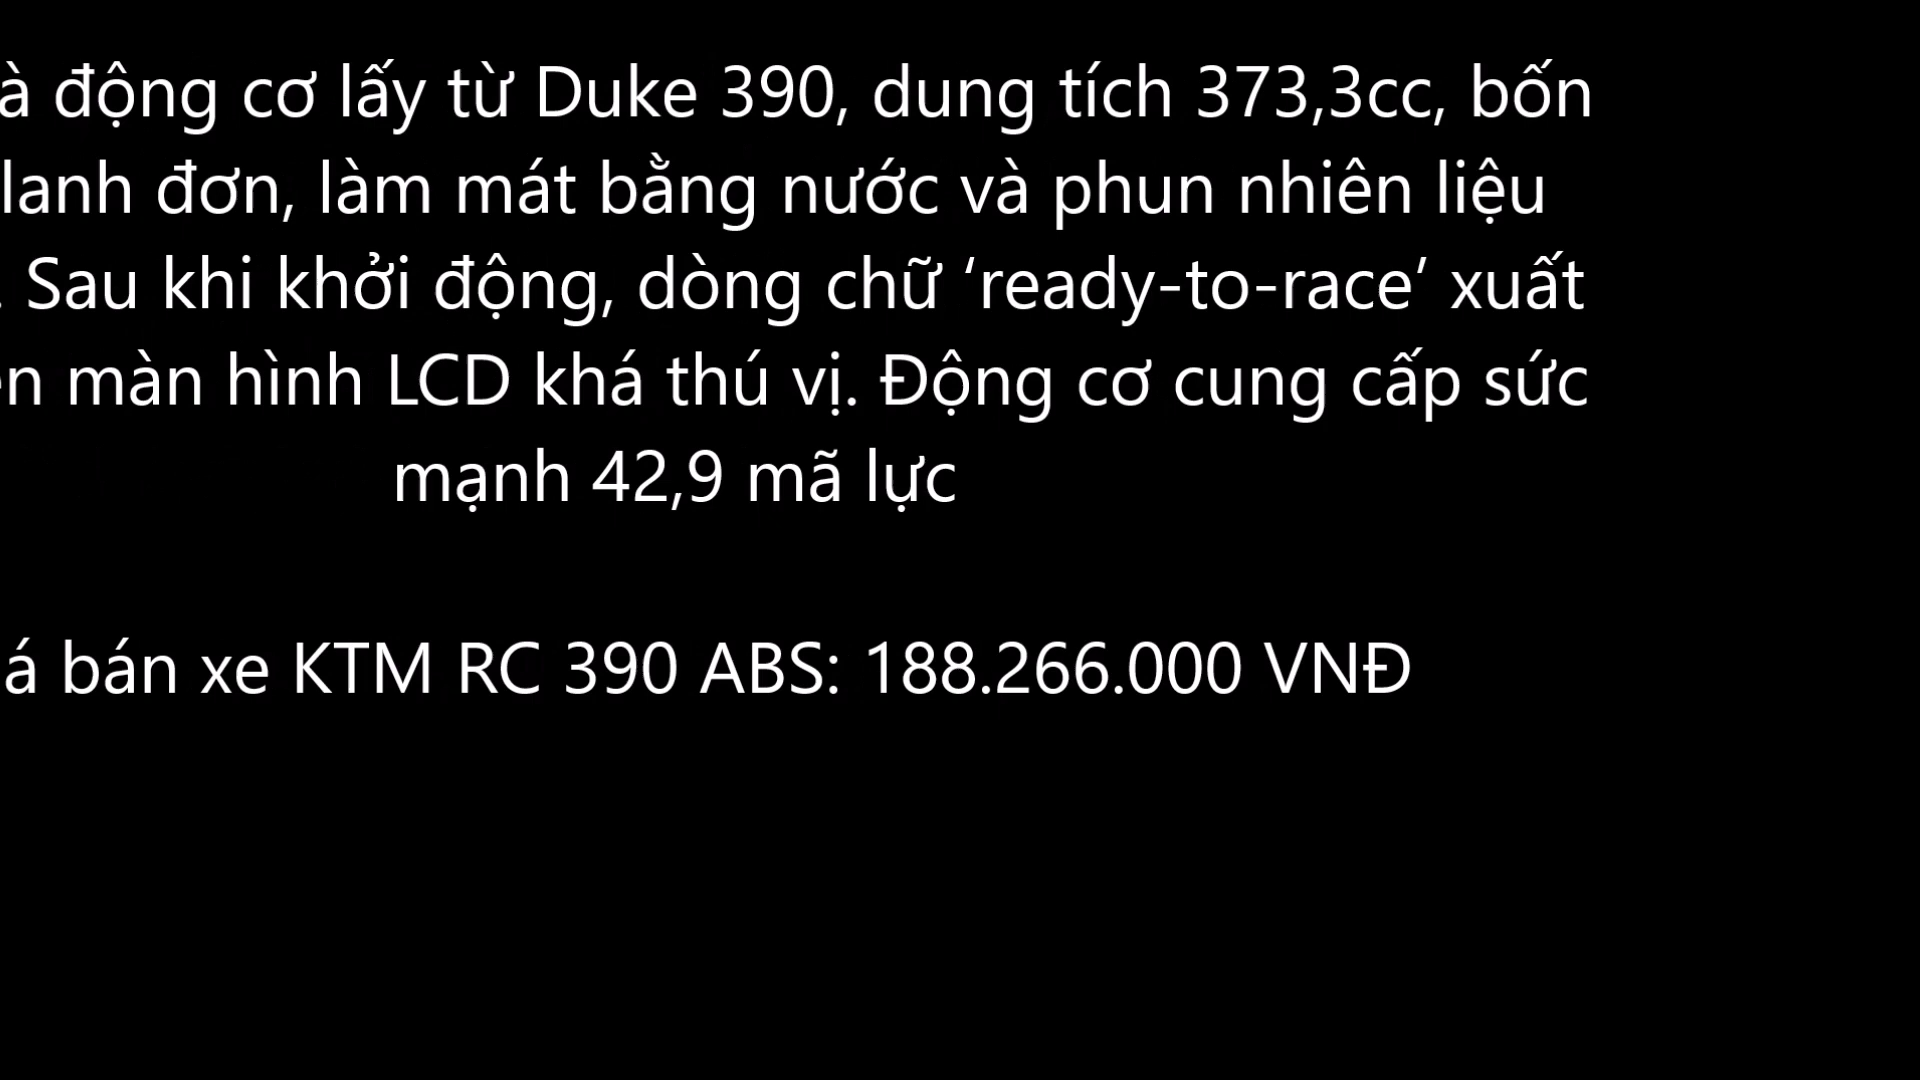 động cơ lấy từ Duke 390, dung tích 373,3cc, bốn
lanh đơn, làm mát bằng nước và phun nhiên liệu
. Sau khi khởi động, dòng chữ ‘ready-to-race’ xuất
màn hình LCD khá thú vị. Động cơ cung cấp sức
mạnh 42,9 mã lực
bán xe KTM RC 390 ABS: 188.266.000 VNĐ